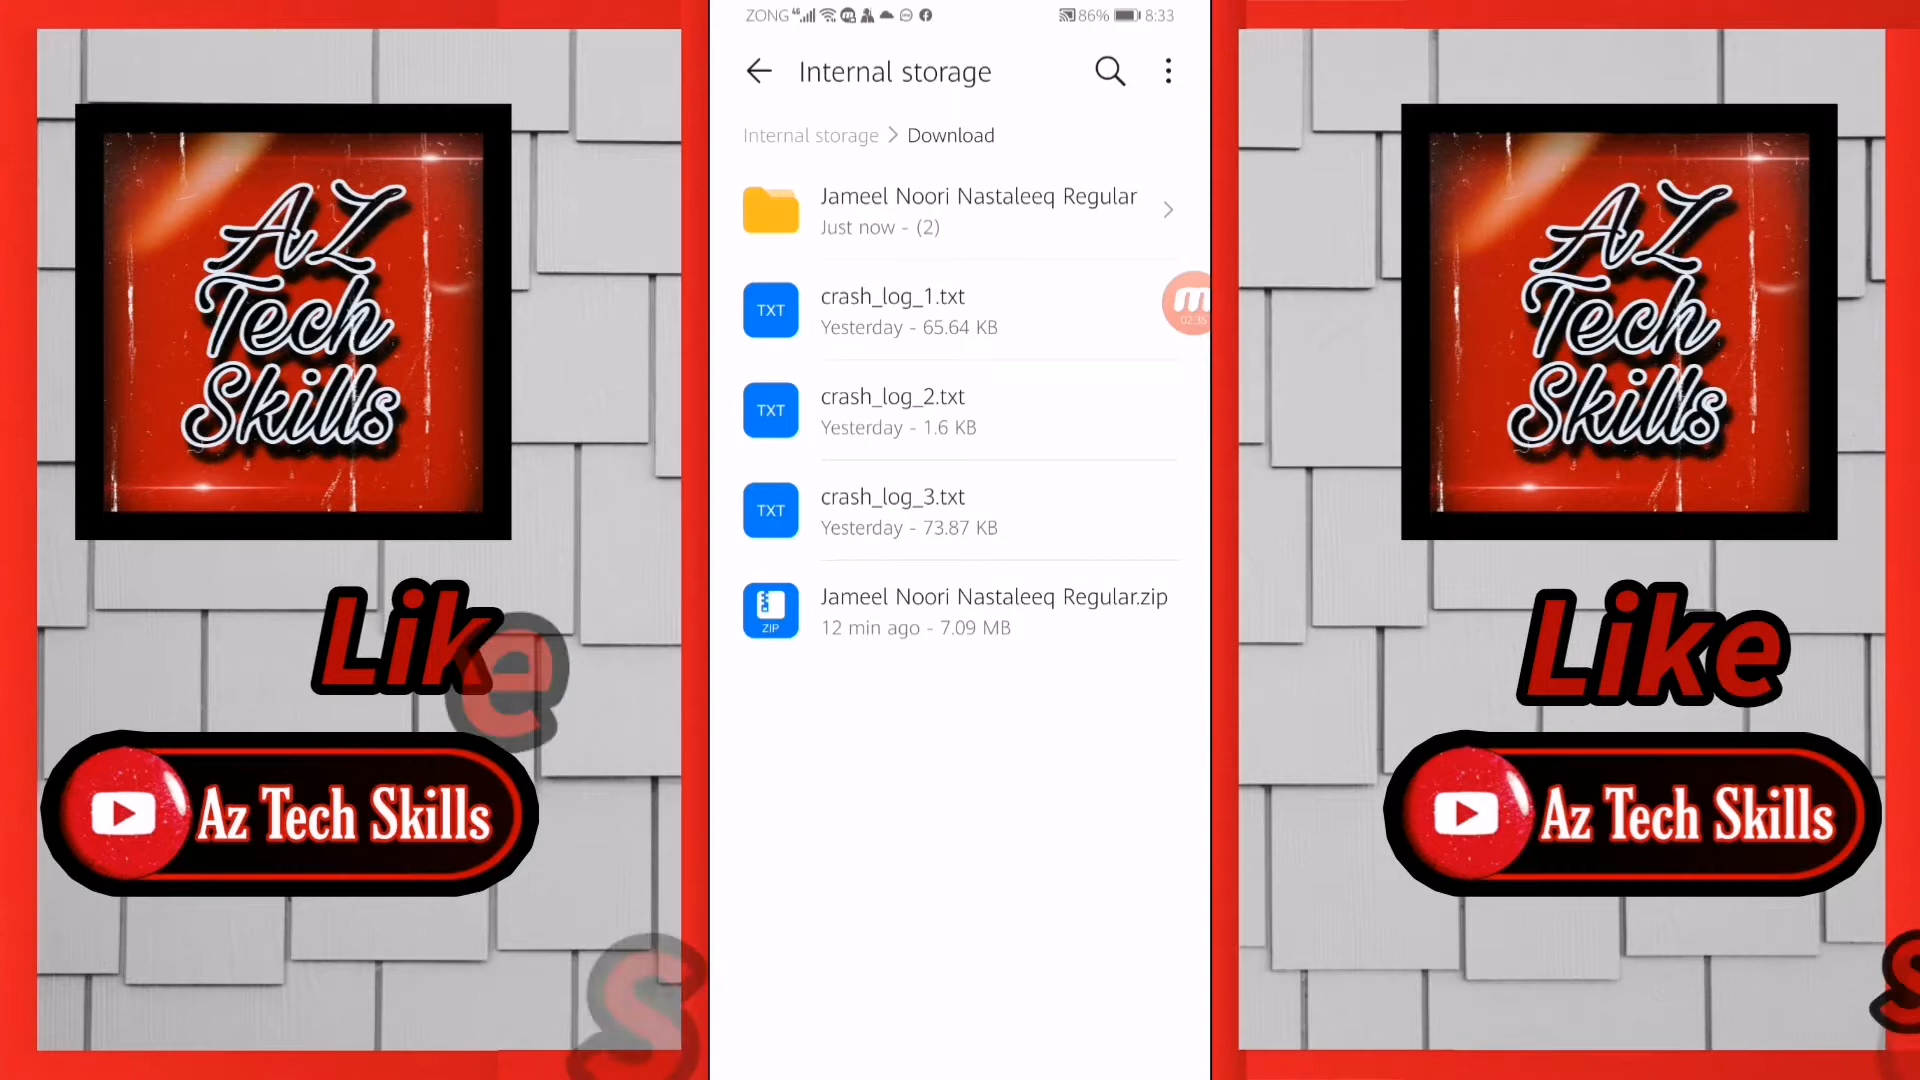 ZONG 4G 86% 8:33
Internal storage
Internal storage > Download
Jameel Noori Nastaleeq Regular
Just now - (2)
TXT
crash_log_1.txt
Yesterday - 65.64 KB
02:35
TXT
crash_log_2.txt
Yesterday - 1.6 KB
TXT
crash_log_3.txt
Yesterday - 73.87 KB
ZIP
Jameel Noori Nastaleeq Regular.zip
12 min ago - 7.09 MB
AZ
Tech
Skills
Like
Az Tech Skills
S
AZ
Tech
Skills
Like
Az Tech Skills
S